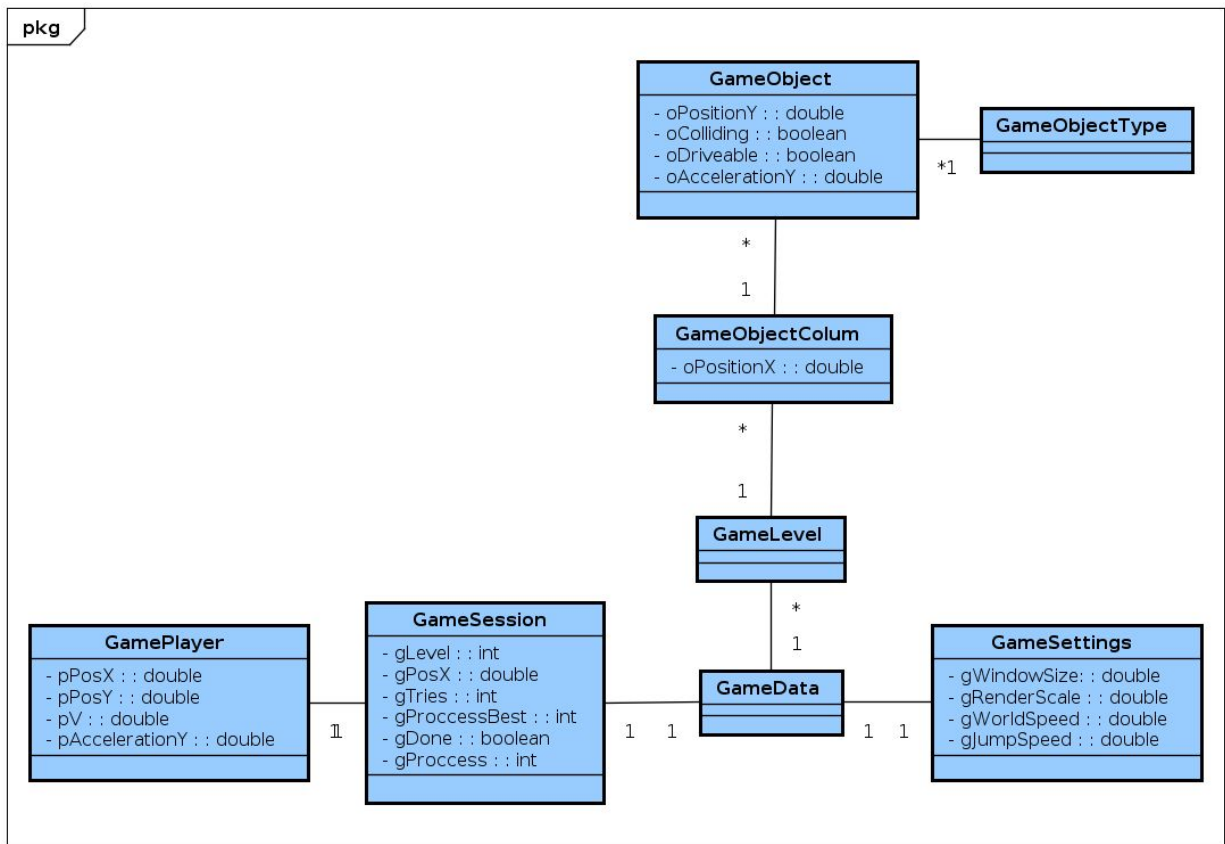 pkg
GameObject
- oPositionY : : double
- oColliding : : boolean
- oDriveable : : boolean
- oAccelerationY : : double
GameObjectType
*1
*
1
GameObjectColum
- oPositionX : : double
*
1
GameLevel
*
1
GamePlayer
- pPosX : : double
- pPosY : : double
- pV : : double
- pAccelerationY : : double
11
GameSession
- gLevel : : int
- gPosX : : double
- gTries : : int
- gProccessBest : : int
- gDone : : boolean
- gProccess : : int
1 1
GameData
1 1
GameSettings
- gWindowSize: : double
- gRenderScale : : double
- gWorldSpeed : : double
- gJumpSpeed : : double